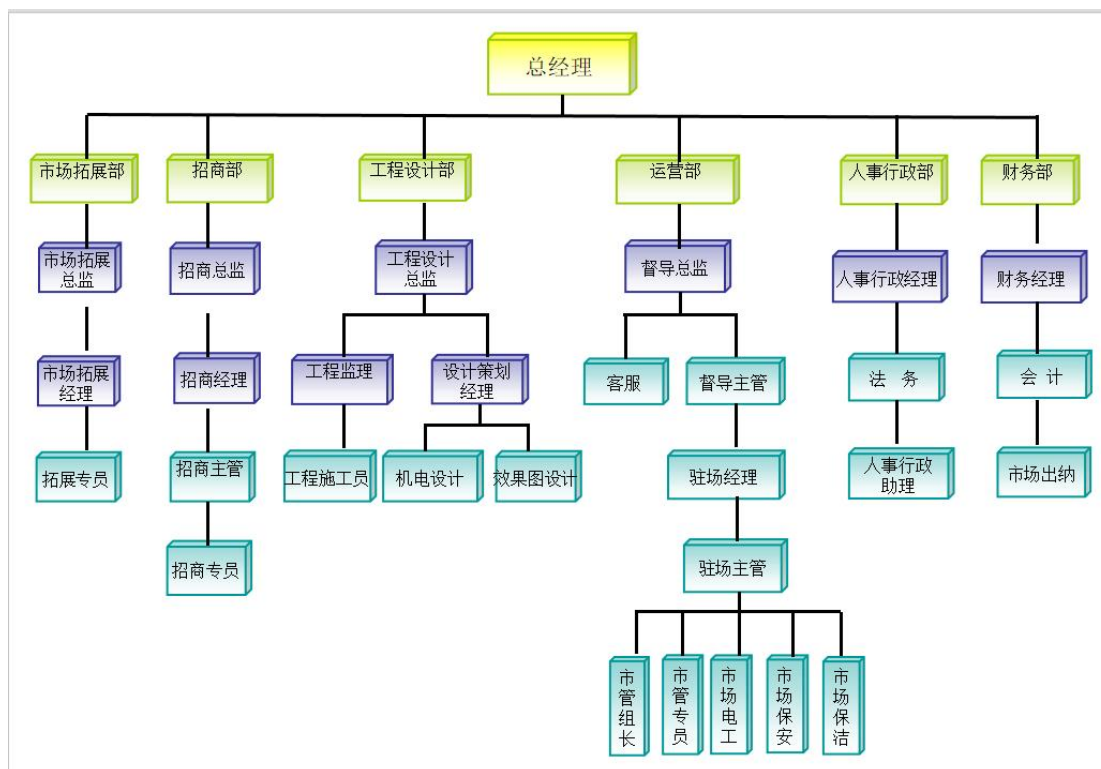 总经理
市场拓展部
招商部
工程设计部
运营部
人事行政部
财务部
市场拓展
总监
招商总监
工程设计
总监
督导总监
人事行政经理
财务经理
市场拓展
经理
招商经理
工程监理
设计策划
经理
客服
督导主管
法 务
会 计
拓展专员
招商主管
工程施工员
机电设计
效果图设计
驻场经理
人事行政
助理
市场出纳
招商专员
驻场主管
市管组长
市管专员
市场电工
市场保安
市场保洁